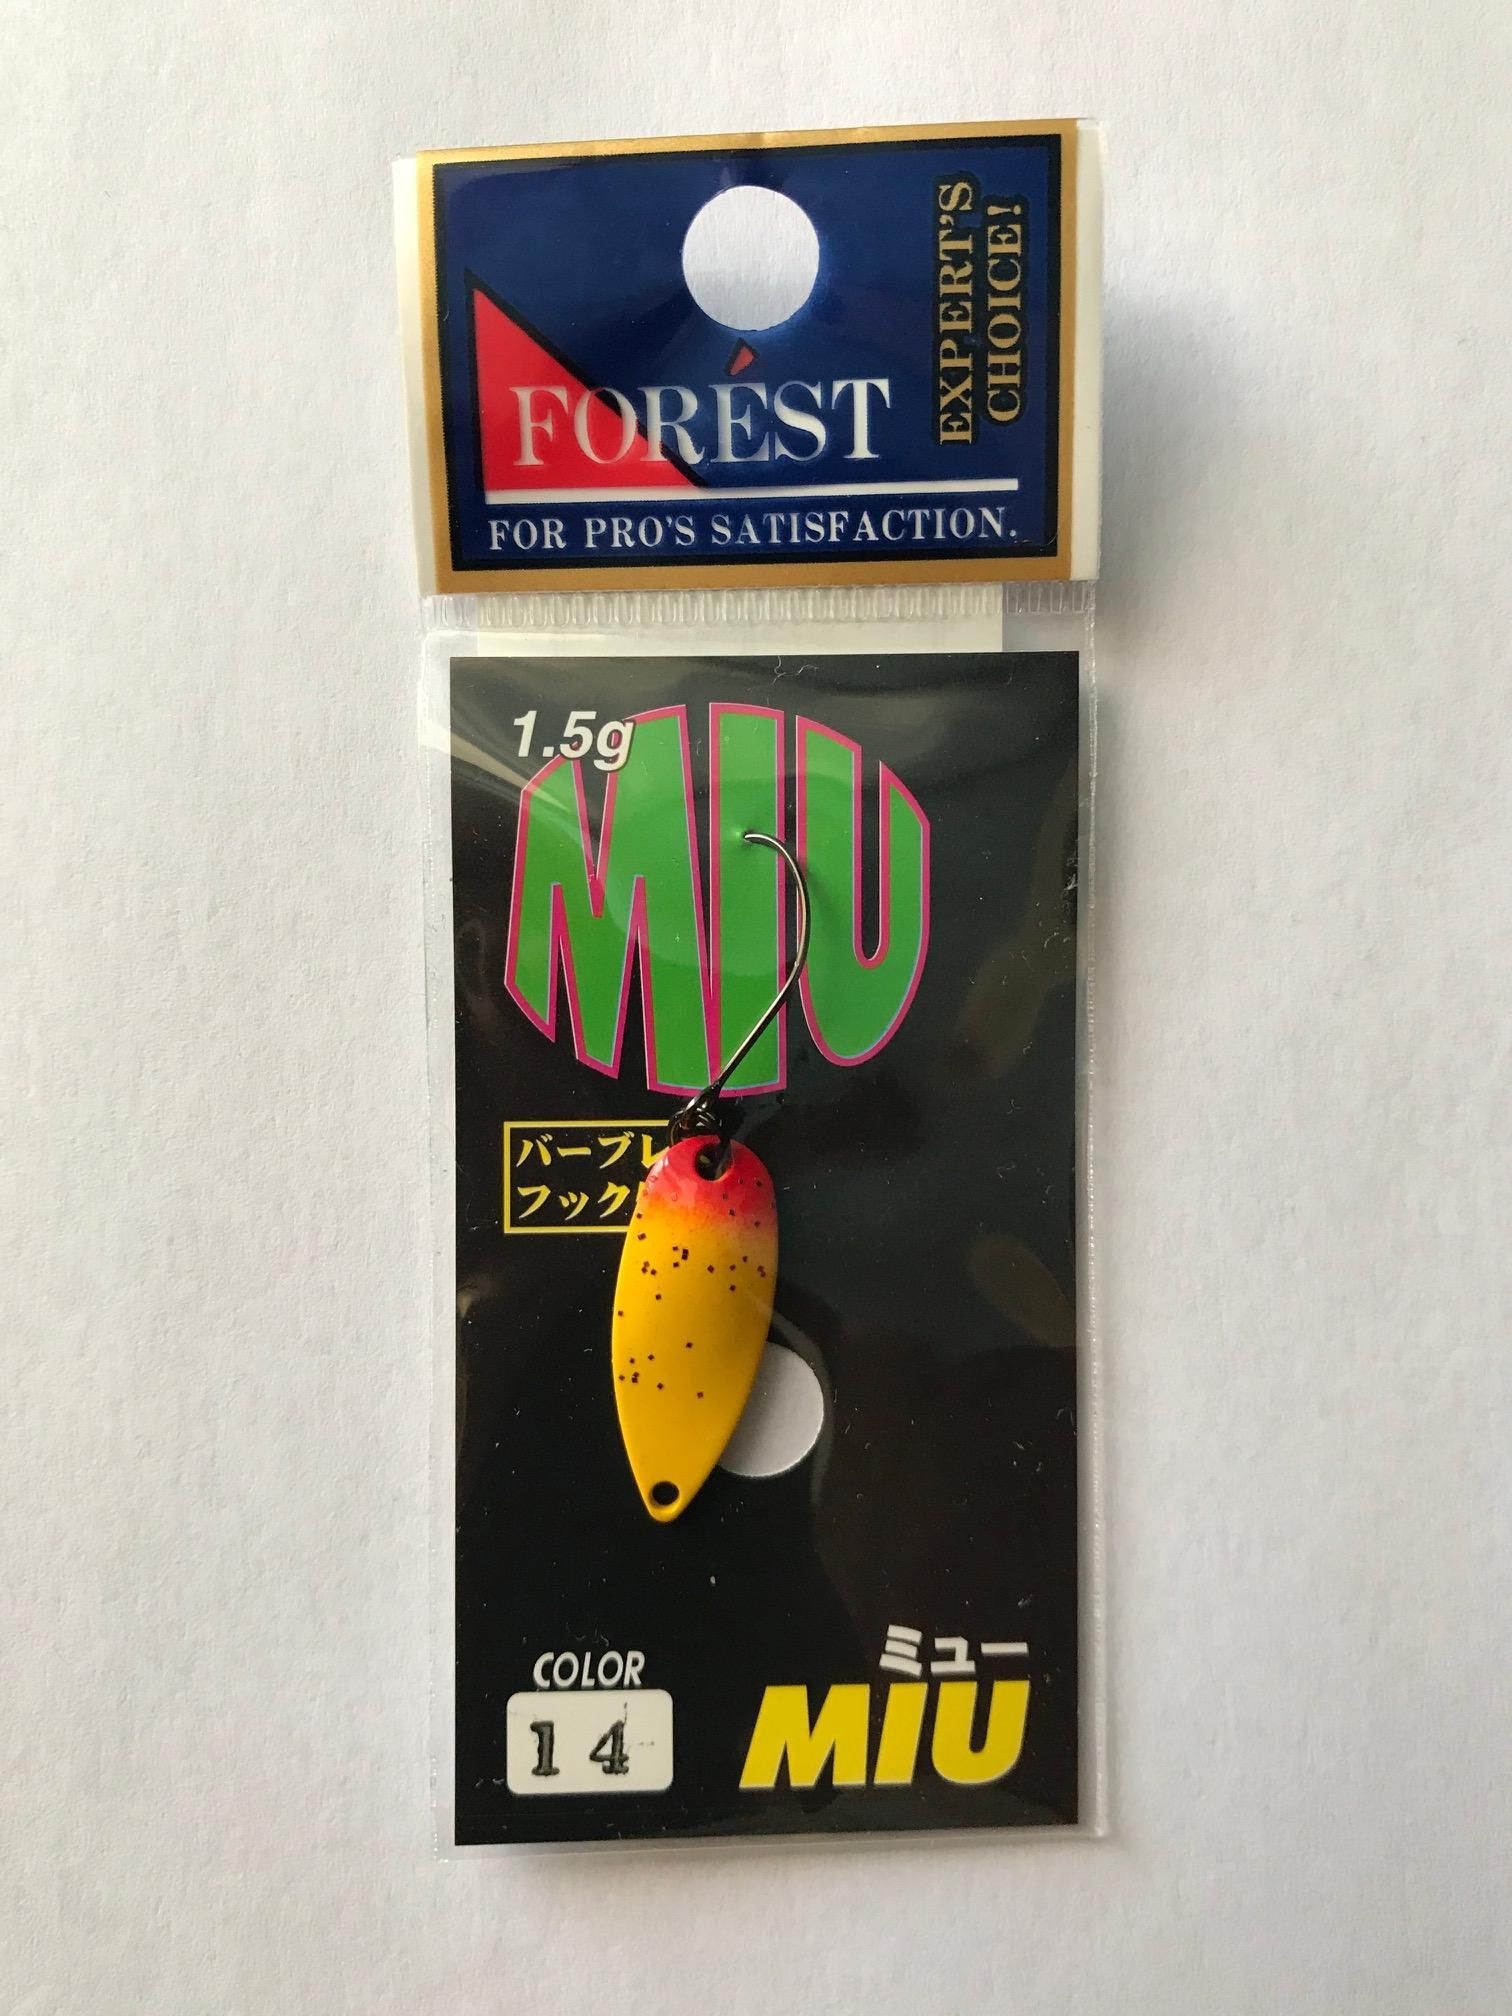 EXPERT'S
CHOICE!
FORÉST
FOR PRO'S SATISFACTION.
1.5g
MIU
バーブレ
フック
COLOR
14
ミュー
MIU